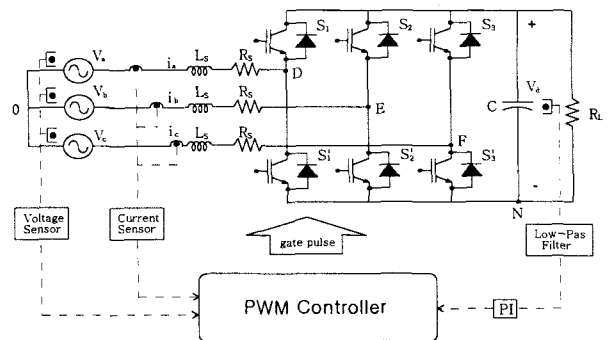 S1 S2 S3
Va ia Ls Rs D
0 Vb ib Ls Rs E C Vd RL
Vc ic Ls Rs F
+
-
S1' S2' S3'
N
Voltage
Sensor
Current
Sensor
gate pulse
Low-Pas
Filter
PWM Controller
PI